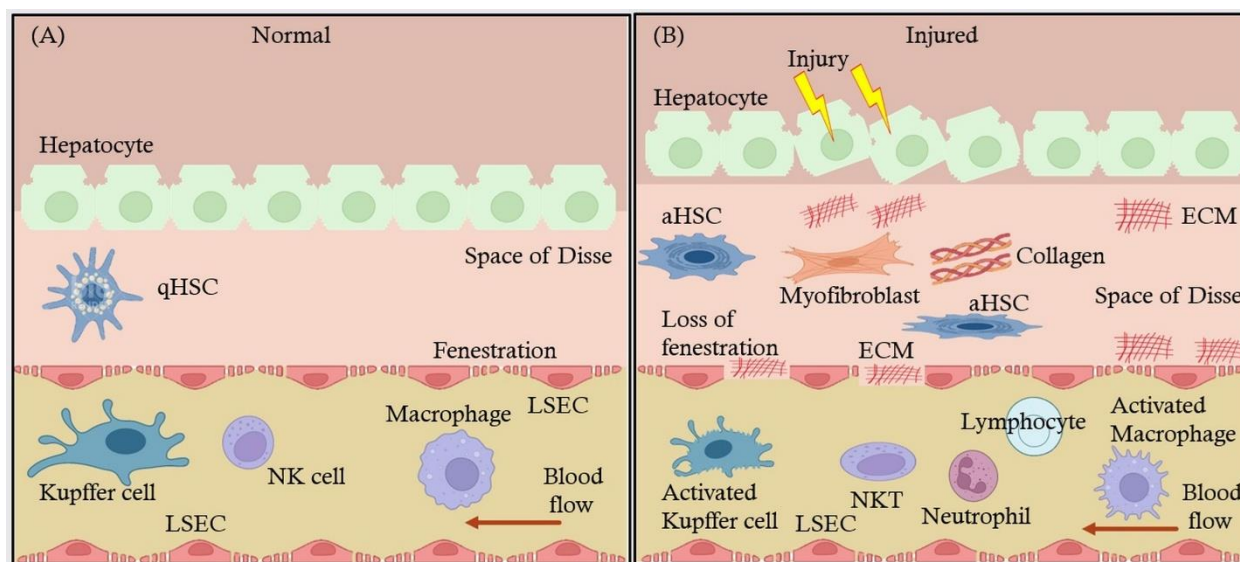 (A)
Normal
Hepatocyte
qHSC
Space of Disse
Fenestration
LSEC
Macrophage
Kupffer cell
NK cell
LSEC
Blood
flow
(B)
Injured
Injury
Hepatocyte
aHSC
ECM
Collagen
Myofibroblast
aHSC
Space of Disse
Loss of
fenestration
ECM
Lymphocyte
Activated
Macrophage
Activated
Kupffer cell
NKT
Neutrophil
LSEC
Blood
flow